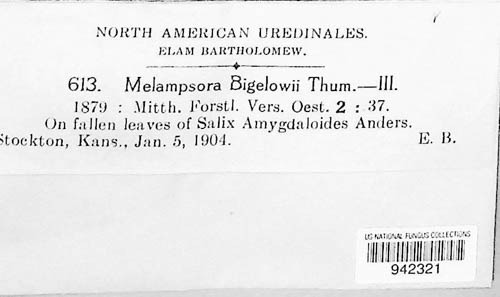 NORTH AMERICAN UREDINALES.
ELAM BARTHOLOMEW.
613. Melampsora Bigelowii Thum.—III.
1879 : Mitth. Forstl. Vers. Oest. 2 : 37.
On fallen leaves of Salix Amygdaloides Anders.
Stockton, Kans., Jan. 5, 1904. E. B.
US NATIONAL FUNGUS COLLECTIONS
942321